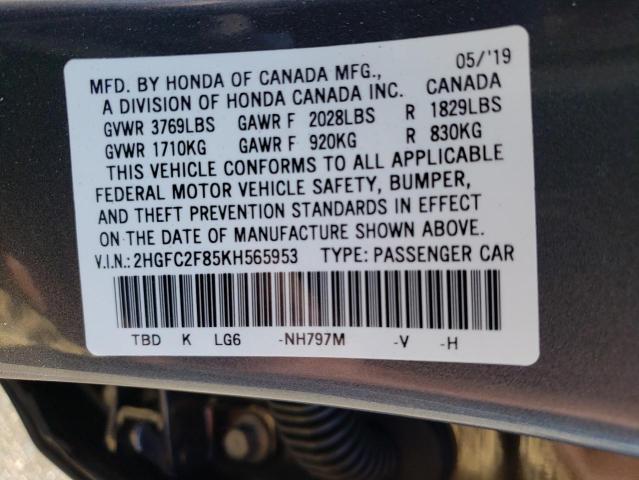 MFD. BY HONDA OF CANADA MFG., 05/'19
A DIVISION OF HONDA CANADA INC. CANADA
GVWR 3769LBS GAWR F 2028LBS R 1829LBS
GVWR 1710KG GAWR F 920KG R 830KG
THIS VEHICLE CONFORMS TO ALL APPLICABLE
FEDERAL MOTOR VEHICLE SAFETY, BUMPER,
AND THEFT PREVENTION STANDARDS IN EFFECT
ON THE DATE OF MANUFACTURE SHOWN ABOVE.
V.I.N.: 2HGFC2F85KH565953 TYPE: PASSENGER CAR
TBD K LG6 -NH797M -V -H